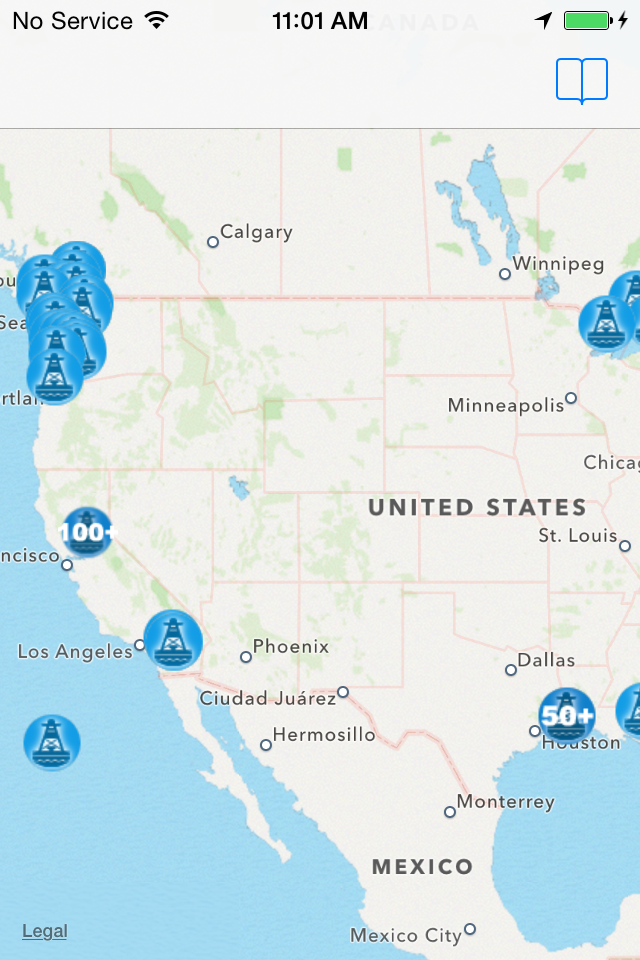 No Service 11:01 AM
CANADA
Calgary
Winnipeg
Sea
rtlan
Minneapolis
Chicag
UNITED STATES
100+
St. Louis
ncisco
Los Angeles
Phoenix
Dallas
Ciudad Juárez
50+
Hermosillo
Houston
Monterrey
MEXICO
Legal
Mexico City